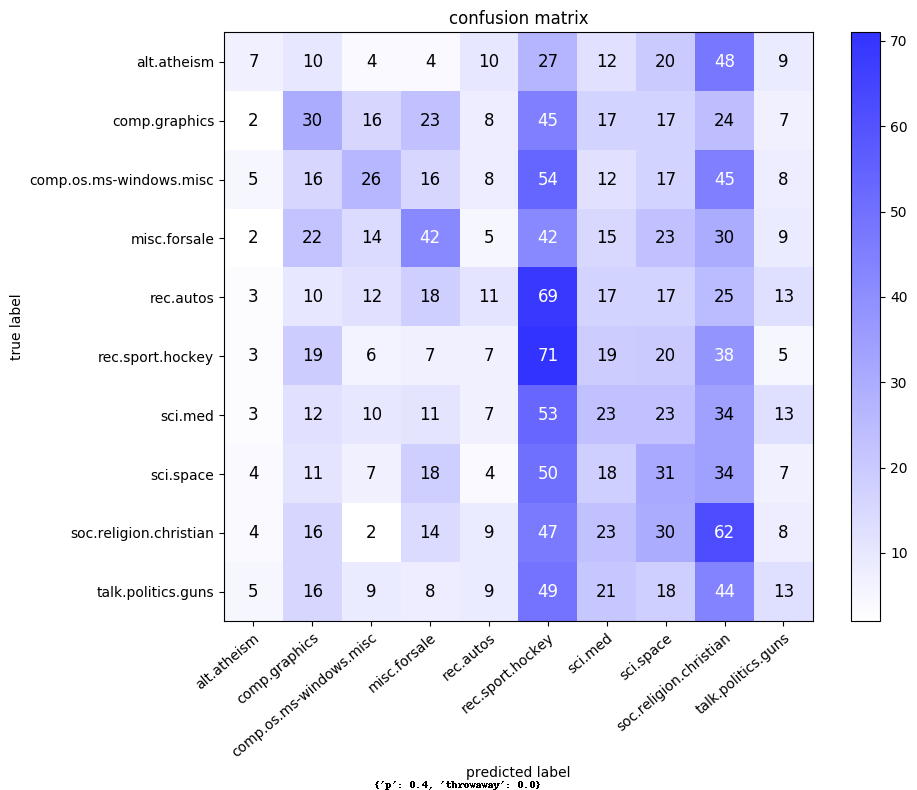 confusion matrix
alt.atheism 7 10 4 4 10 27 12 20 48 9
comp.graphics 2 30 16 23 8 45 17 17 24 7
comp.os.ms-windows.misc 5 16 26 16 8 54 12 17 45 8
misc.forsale 2 22 14 42 5 42 15 23 30 9
rec.autos 3 10 12 18 11 69 17 17 25 13
rec.sport.hockey 3 19 6 7 7 71 19 20 38 5
sci.med 3 12 10 11 7 53 23 23 34 13
sci.space 4 11 7 18 4 50 18 31 34 7
soc.religion.christian 4 16 2 14 9 47 23 30 62 8
talk.politics.guns 5 16 9 8 9 49 21 18 44 13
true label
alt.atheism
comp.graphics
comp.os.ms-windows.misc
misc.forsale
rec.autos
rec.sport.hockey
sci.med
sci.space
soc.religion.christian
talk.politics.guns
predicted label
{'p': 0.4, 'throwaway': 0.0}
70
60
50
40
30
20
10